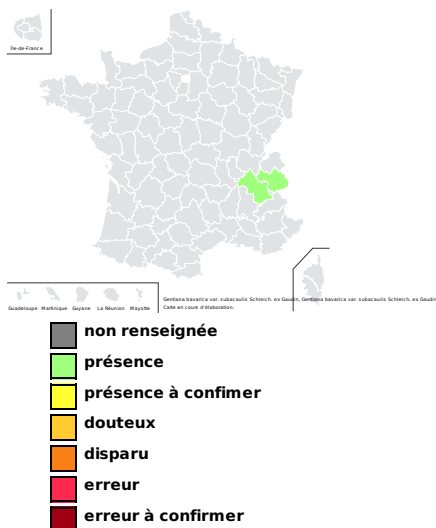 Île-de-France
Guadeloupe Martinique Guyane La Réunion Mayotte
Gentiana bavarica var. subacaulis Schleich. ex Gaudin, Gentiana bavarica var. subacaulis Schleich. ex Gaudin
Carte en cours d'élaboration.
non renseignée
présence
présence à confimer
douteux
disparu
erreur
erreur à confirmer